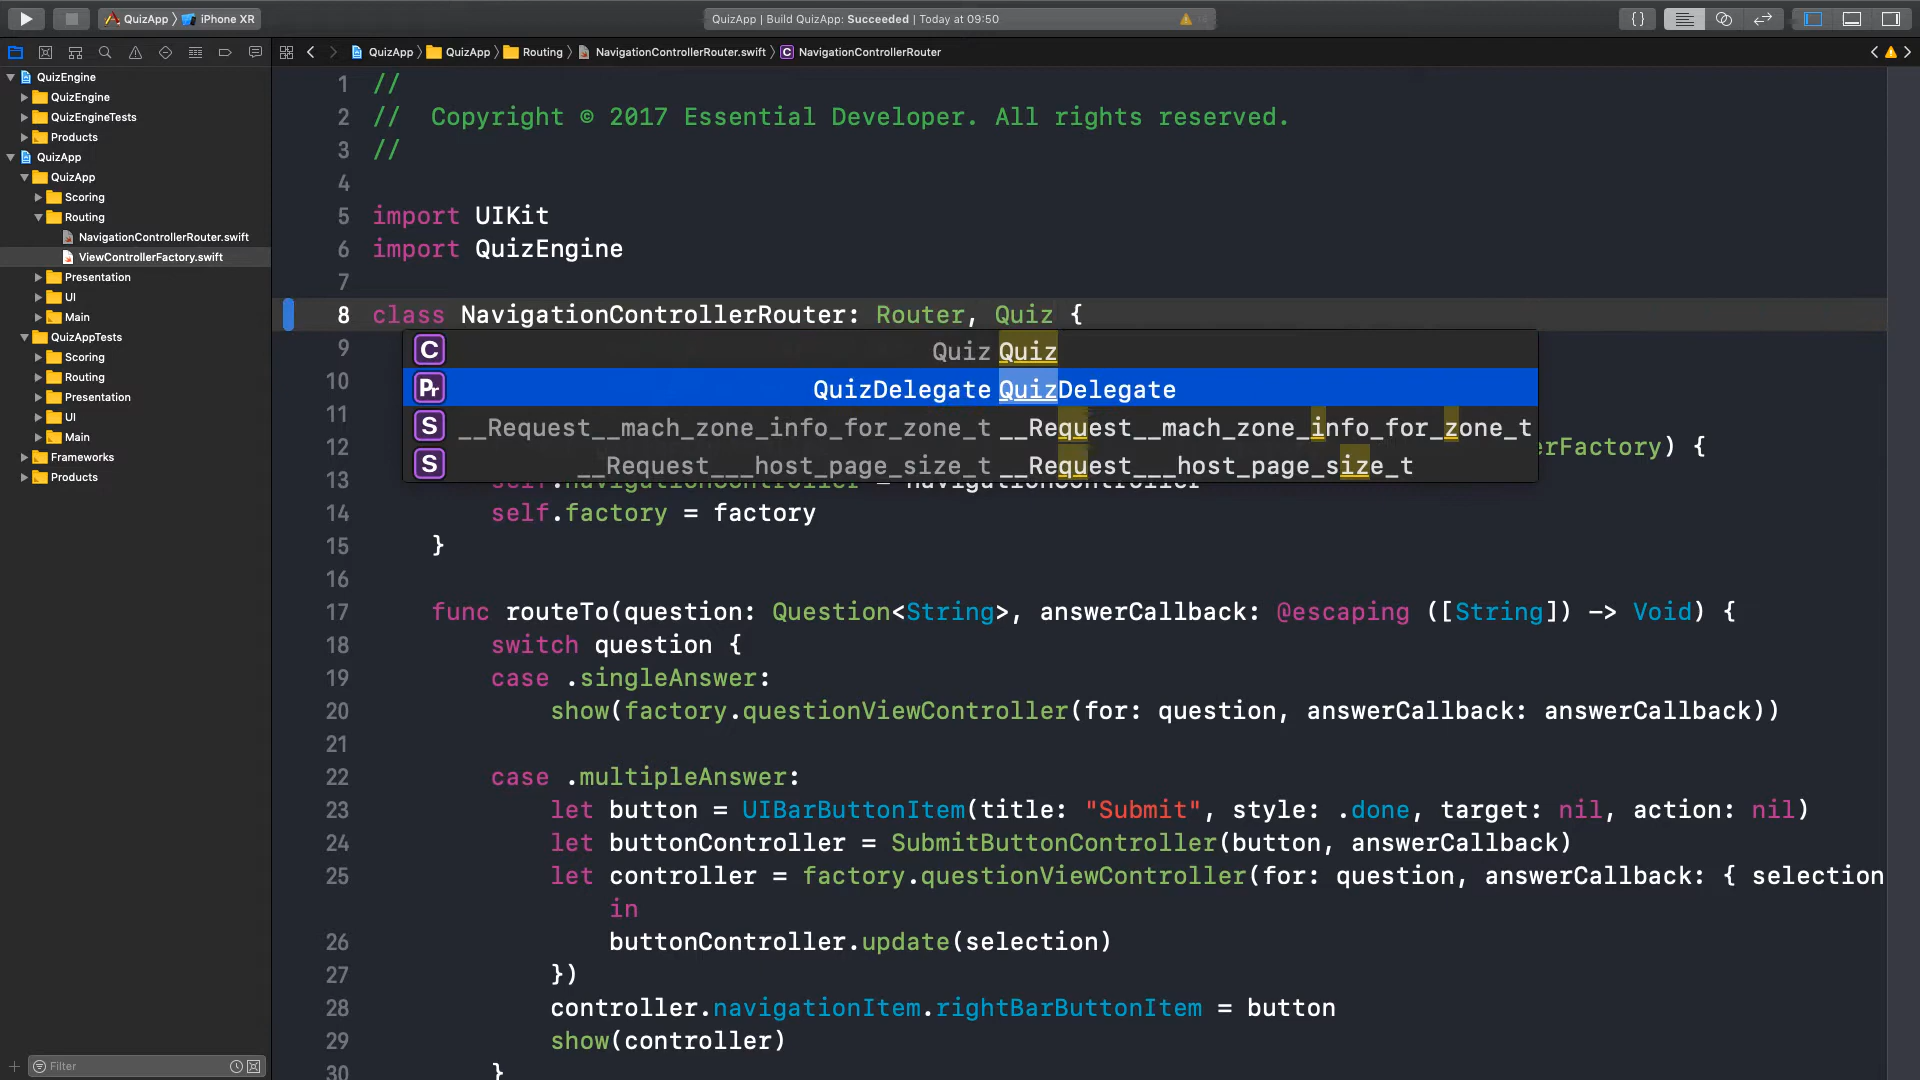 QuizApp iPhone XR
QuizApp | Build QuizApp: Succeeded | Today at 09:50
QuizApp QuizApp Routing NavigationControllerRouter.swift C NavigationControllerRouter
QuizEngine
QuizEngine
QuizEngineTests
Products
QuizApp
QuizApp
Scoring
Routing
NavigationControllerRouter.swift
ViewControllerFactory.swift
Presentation
UI
Main
QuizAppTests
Scoring
Routing
Presentation
UI
Main
Frameworks
Products
Filter
1 //
2 //  Copyright © 2017 Essential Developer. All rights reserved.
3 //
4
5 import UIKit
6 import QuizEngine
7
8 class NavigationControllerRouter: Router, Quiz {
9
C Quiz Quiz
10
Pr QuizDelegate QuizDelegate
11
S __Request__mach_zone_info_for_zone_t __Request__mach_zone_info_for_zone_t
12 erFactory) {
S __Request___host_page_size_t __Request___host_page_size_t
13 self.navigationController = navigationController
14 self.factory = factory
15 }
16
17 func routeTo(question: Question<String>, answerCallback: @escaping ([String]) -> Void) {
18 switch question {
19 case .singleAnswer:
20 show(factory.questionViewController(for: question, answerCallback: answerCallback))
21
22 case .multipleAnswer:
23 let button = UIBarButtonItem(title: "Submit", style: .done, target: nil, action: nil)
24 let buttonController = SubmitButtonController(button, answerCallback)
25 let controller = factory.questionViewController(for: question, answerCallback: { selection
in
26 buttonController.update(selection)
27 })
28 controller.navigationItem.rightBarButtonItem = button
29 show(controller)
30 }